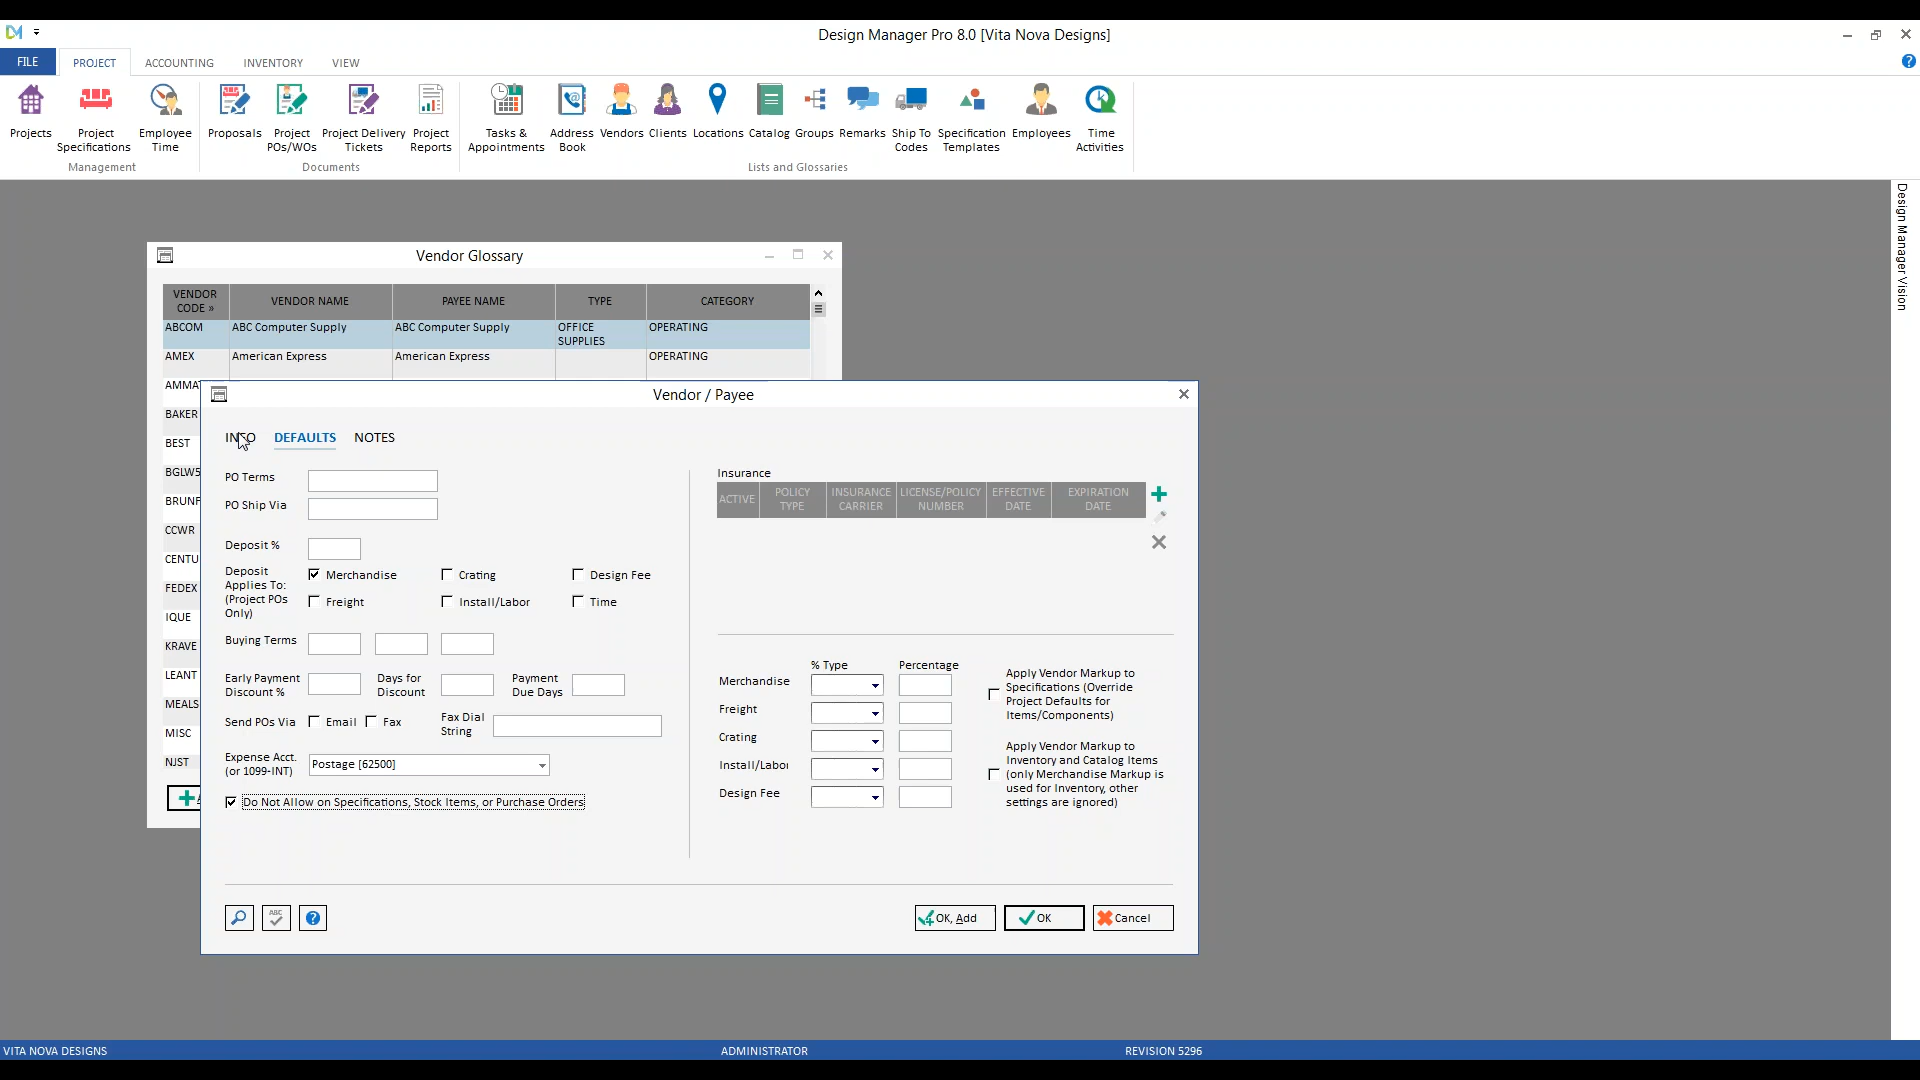 Design Manager Pro 8.0 [Vita Nova Designs]
FILE PROJECT ACCOUNTING INVENTORY VIEW
Projects
Project Specifications
Employee Time
Management
Proposals
Project POs/WOs
Project Delivery Tickets
Project Reports
Documents
Tasks & Appointments
Address Book
Vendors
Clients
Locations
Catalog
Groups
Remarks
Ship To Codes
Specification Templates
Employees
Time Activities
Lists and Glossaries
Design Manager Vision
Vendor Glossary
VENDOR CODE » VENDOR NAME PAYEE NAME TYPE CATEGORY
ABCOM ABC Computer Supply ABC Computer Supply OFFICE SUPPLIES OPERATING
AMEX American Express American Express OPERATING
BAKER
BEST
FEDEX
IQUE
KRAVE
LEANT
MEALS
MISC
NJST
Vendor / Payee
INFO DEFAULTS NOTES
PO Terms
PO Ship Via
Deposit %
Deposit
Applies To:
(Project POs
Only)
Merchandise Crating Design Fee
Freight Install/Labor Time
Buying Terms
Early Payment
Discount %
Days for
Discount
Payment
Due Days
Send POs Via Email Fax
Fax Dial
String
Expense Acct.
(or 1099-INT)
Postage [62500]
Do Not Allow on Specifications, Stock Items, or Purchase Orders
Insurance
ACTIVE POLICY TYPE INSURANCE CARRIER LICENSE/POLICY NUMBER EFFECTIVE DATE EXPIRATION DATE
% Type Percentage
Merchandise
Freight
Crating
Install/Labor
Design Fee
Apply Vendor Markup to
Specifications (Override
Project Defaults for
Items/Components)
Apply Vendor Markup to
Inventory and Catalog Items
(only Merchandise Markup is
used for Inventory, other
settings are ignored)
ABC
OK, Add OK Cancel
VITA NOVA DESIGNS ADMINISTRATOR REVISION 5296